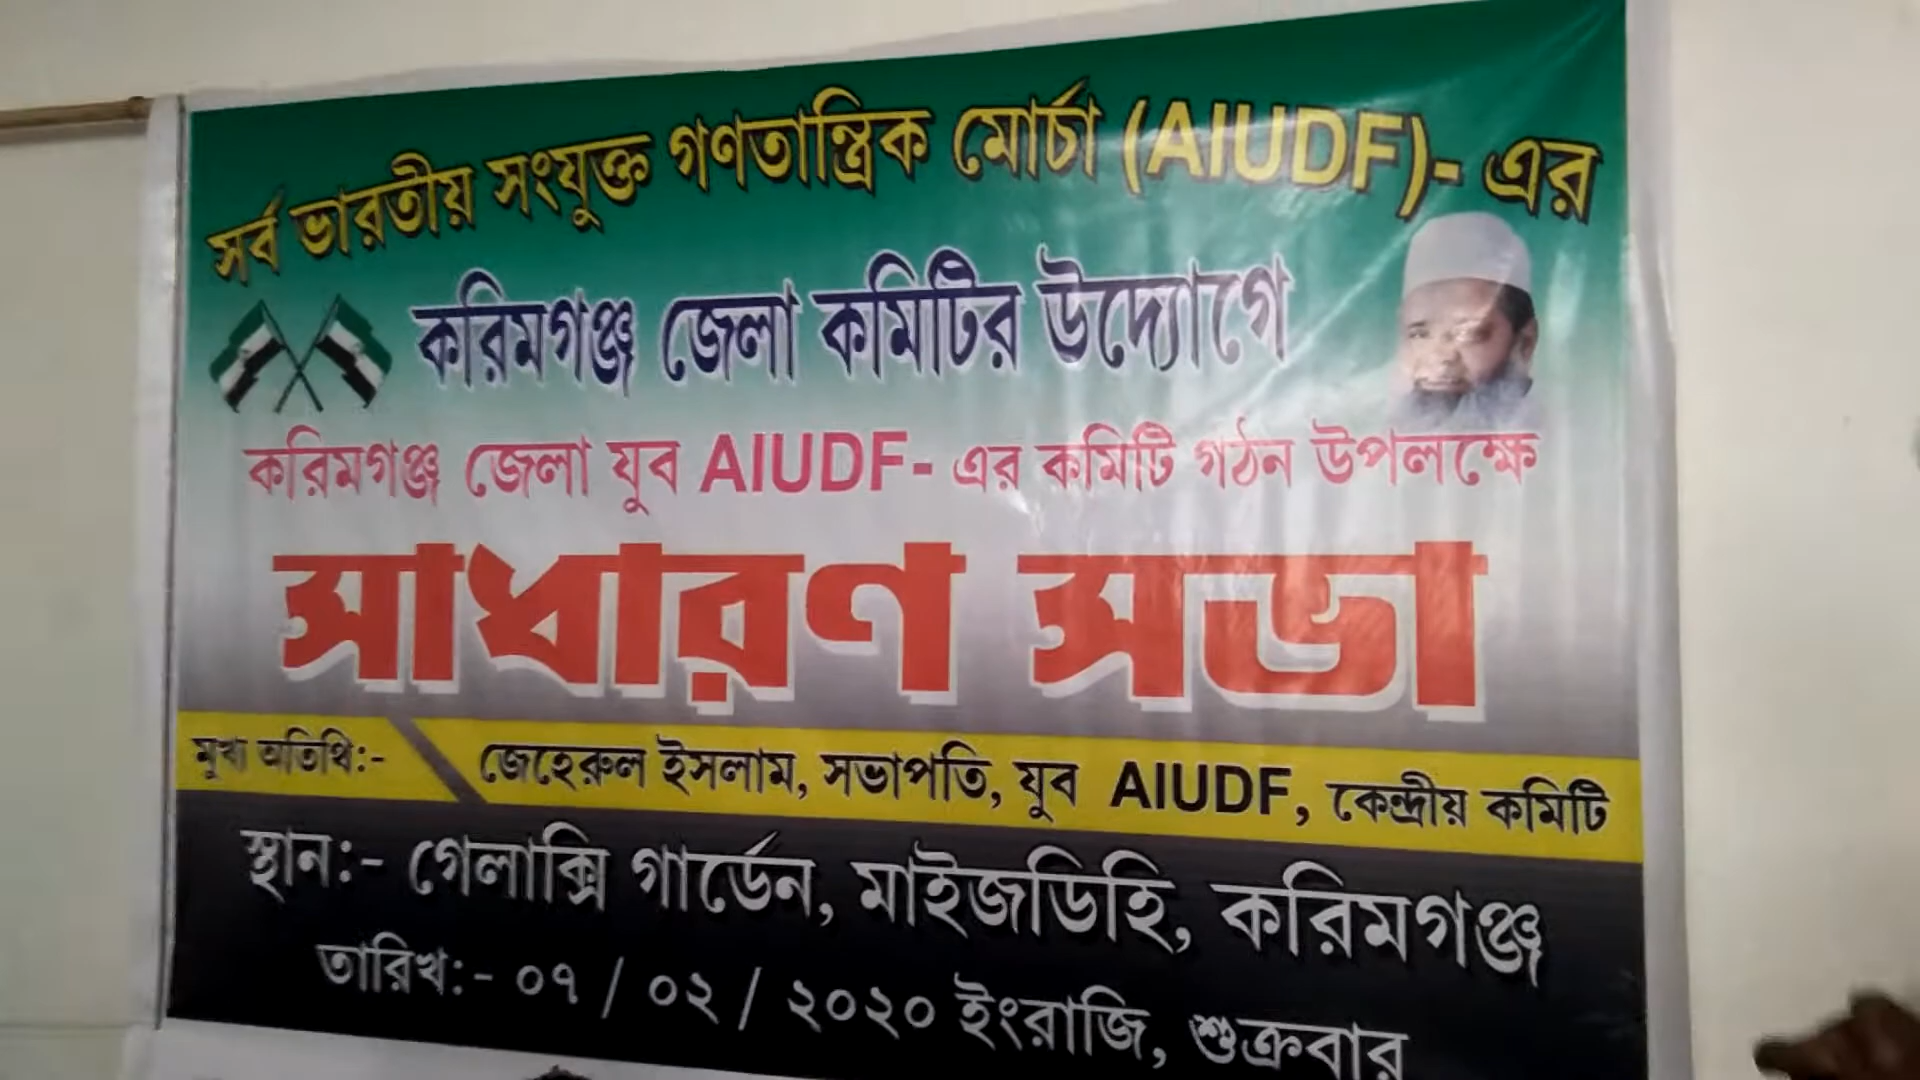 সর্ব ভারতীয় সংযুক্ত গণতান্ত্রিক মোর্চা (AIUDF)- এর
করিমগঞ্জ জেলা কমিটির উদ্যোগে
করিমগঞ্জ জেলা যুব AIUDF- এর কমিটি গঠন উপলক্ষে
সাধারণ সভা
মুখ্য অতিথি:- জেহেরুল ইসলাম, সভাপতি, যুব AIUDF, কেন্দ্রীয় কমিটি
স্থান:- গেলাক্সি গার্ডেন, মাইজডিহি, করিমগঞ্জ
তারিখ:- ০৭ / ০২ / ২০২০ ইংরাজি, শুক্রবার